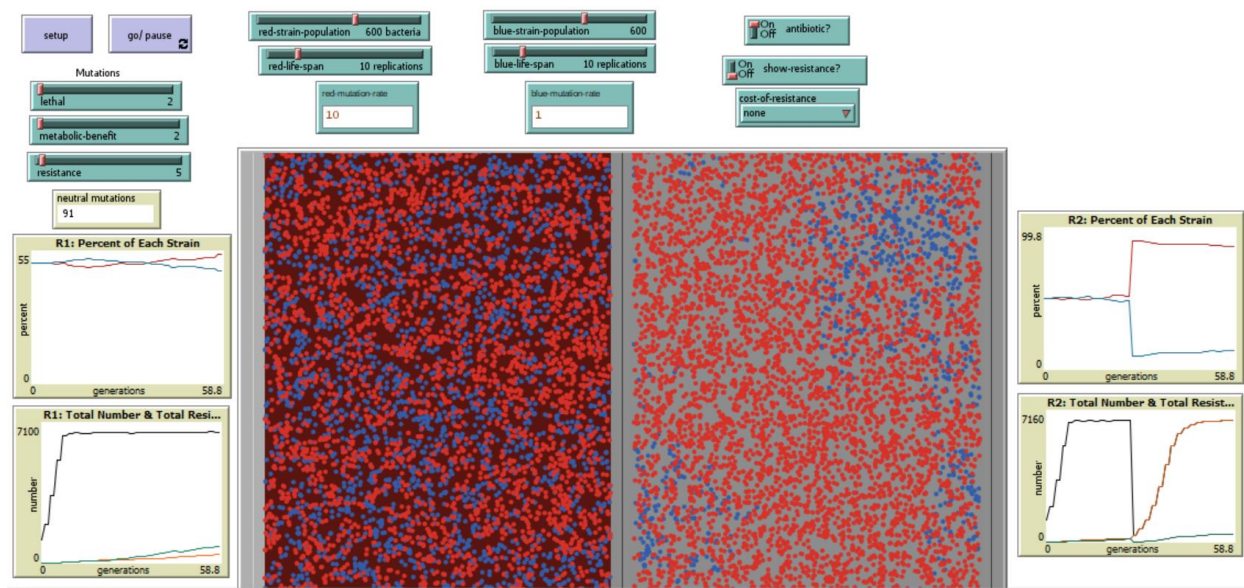 setup
go/ pause
red-strain-population 600 bacteria
blue-strain-population 600
On
Off
antibiotic?
red-life-span 10 replications
blue-life-span 10 replications
On
Off
show-resistance?
Mutations
lethal 2
red-mutation-rate
10
blue-mutation-rate
1
cost-of-resistance
none
metabolic-benefit 2
resistance 5
neutral mutations
91
R1: Percent of Each Strain
55
percent
0
0 generations 58.8
R1: Total Number & Total Resi...
7100
number
0
0 generations 58.8
R2: Percent of Each Strain
99.8
percent
0
0 generations 58.8
R2: Total Number & Total Resist...
7160
number
0
0 generations 58.8